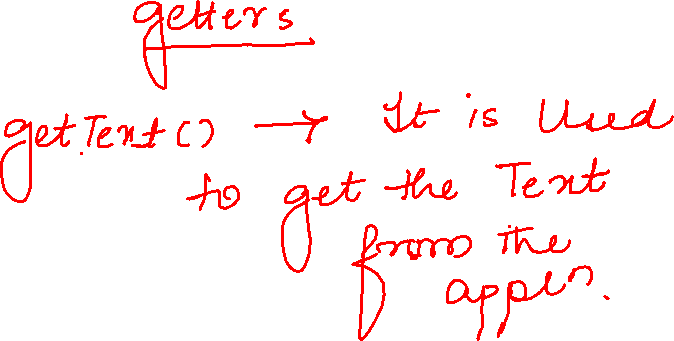 getters
getText() → It is Used
to get the Text
from the
appln.